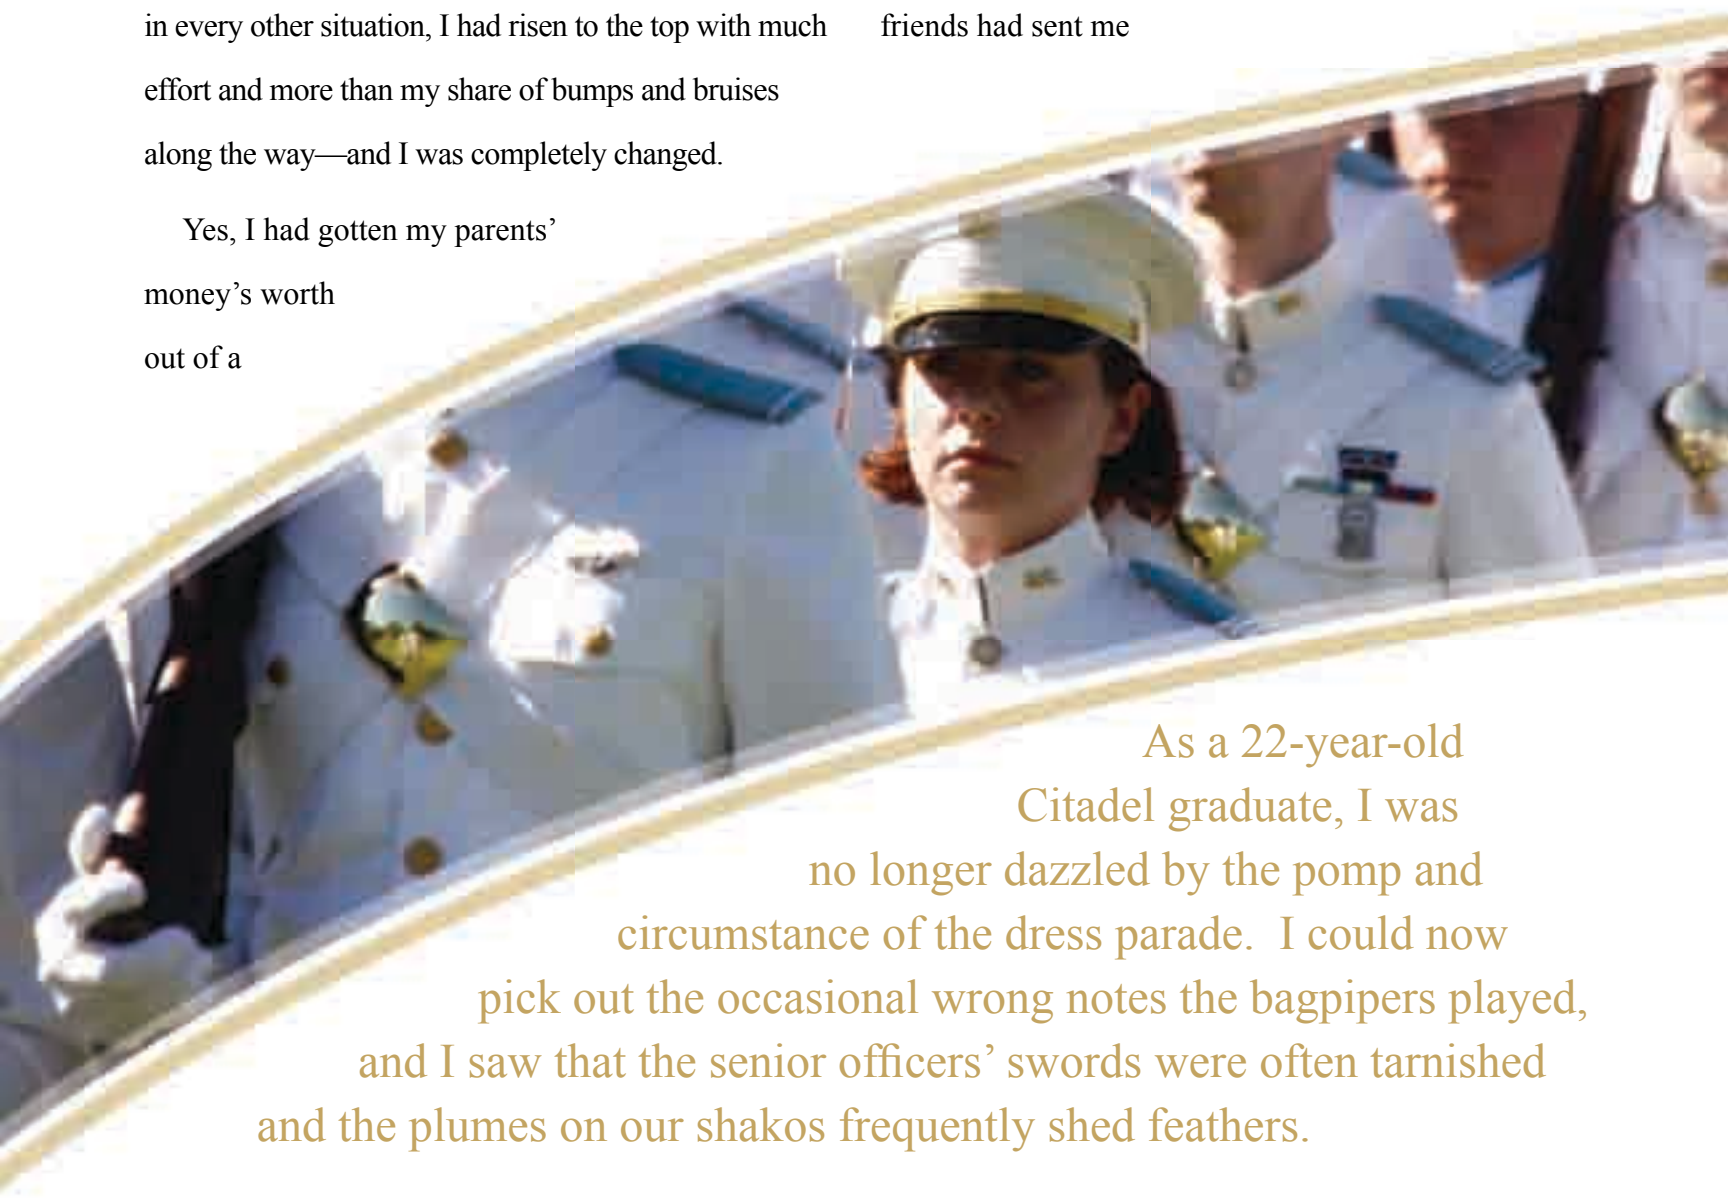 in every other situation, I had risen to the top with much
effort and more than my share of bumps and bruises
along the way—and I was completely changed.
Yes, I had gotten my parents’
money’s worth
out of a
friends had sent me
As a 22-year-old
Citadel graduate, I was
no longer dazzled by the pomp and
circumstance of the dress parade.  I could now
pick out the occasional wrong notes the bagpipers played,
and I saw that the senior officers’ swords were often tarnished
and the plumes on our shakos frequently shed feathers.